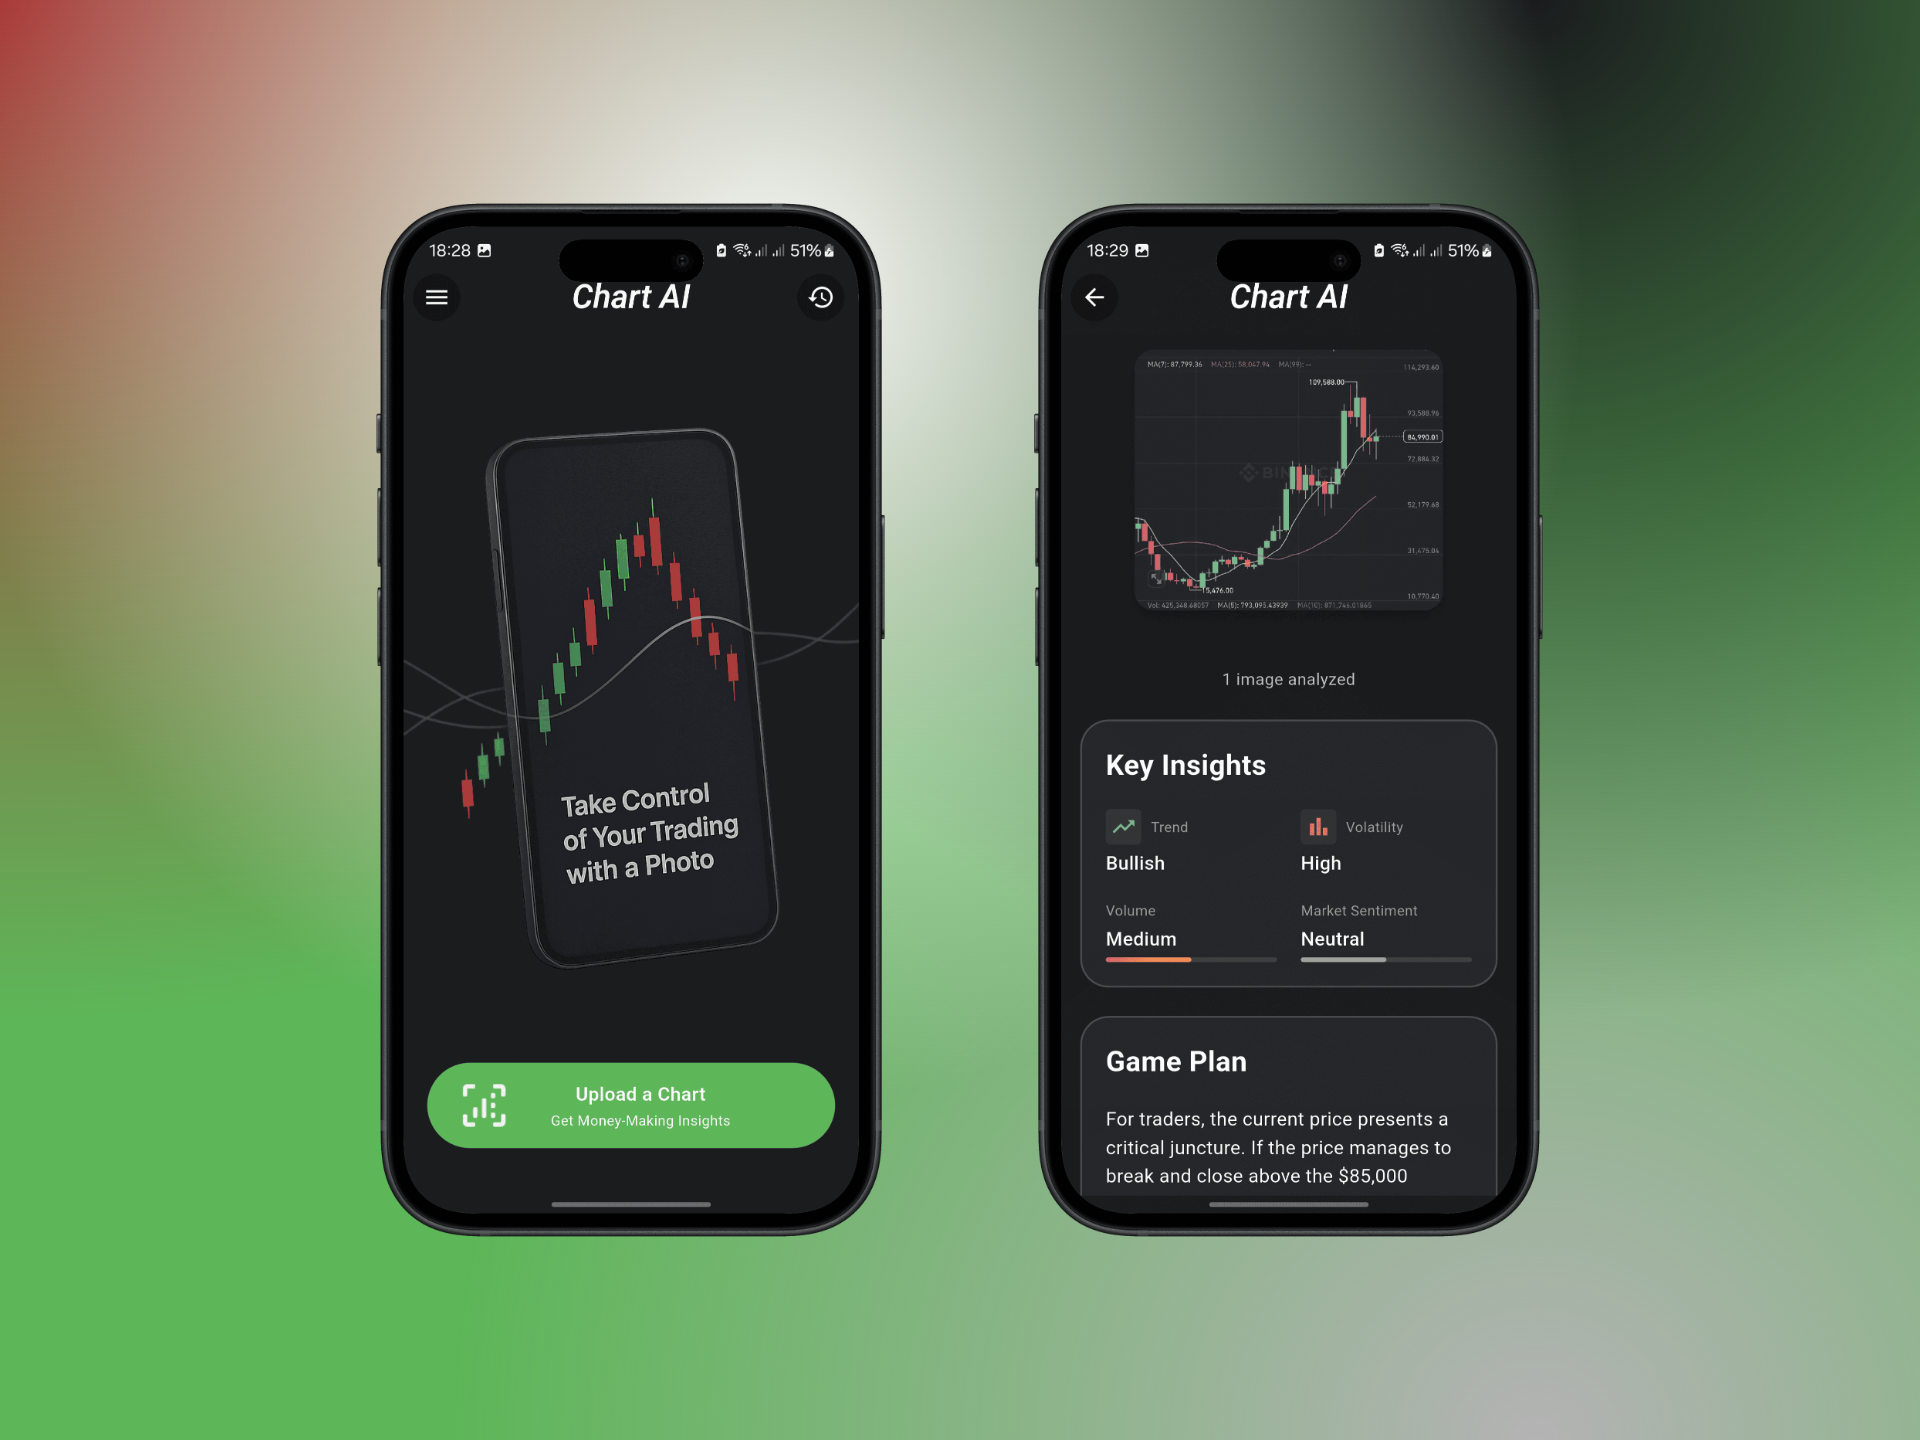 18:28
51%
Chart AI
Take Control
of Your Trading
with a Photo
Upload a Chart
Get Money-Making Insights
18:29
51%
Chart AI
MA(7): 87,799.36 MA(25): 58,047.94 MA(99): --
114,293.60
109,588.00
93,588.96
84,990.01
72,884.32
52,179.68
31,475.04
15,476.00
10,770.40
Vol: 425,348.68057 MA(5): 793,095.43939 MA(10): 871,746.01865
1 image analyzed
Key Insights
Trend
Bullish
Volatility
High
Volume
Medium
Market Sentiment
Neutral
Game Plan
For traders, the current price presents a
critical juncture. If the price manages to
break and close above the $85,000